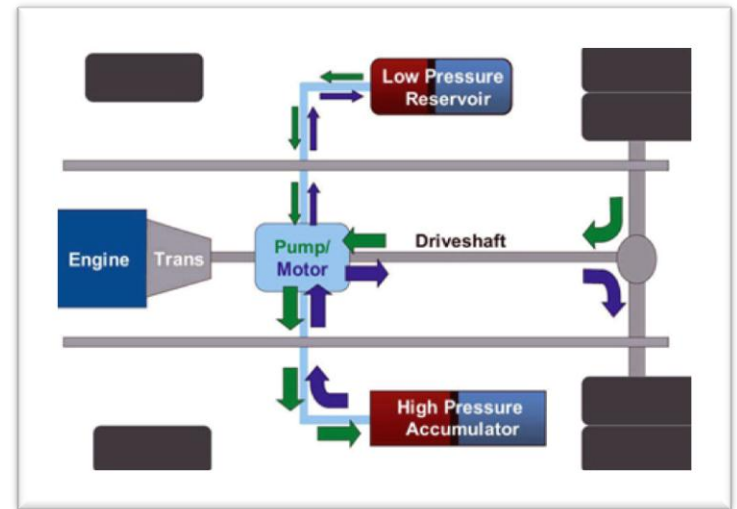 Low Pressure
Reservoir
Engine
Trans
Pump/
Motor
Driveshaft
High Pressure
Accumulator